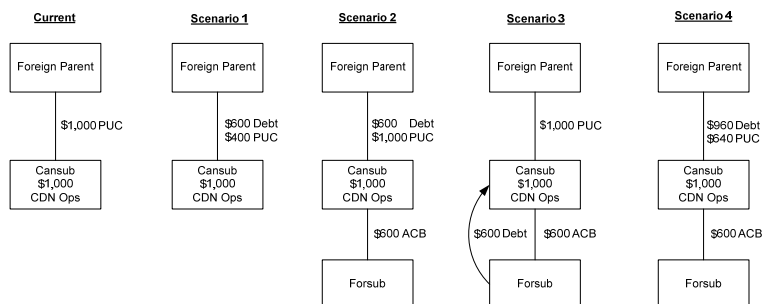 Current
Foreign Parent
$1,000 PUC
Cansub
$1,000
CDN Ops
Scenario 1
Foreign Parent
$600 Debt
$400 PUC
Cansub
$1,000
CDN Ops
Scenario 2
Foreign Parent
$600 Debt
$1,000 PUC
Cansub
$1,000
CDN Ops
$600 ACB
Forsub
Scenario 3
Foreign Parent
$1,000 PUC
Cansub
$1,000
CDN Ops
$600 Debt
$600 ACB
Forsub
Scenario 4
Foreign Parent
$960 Debt
$640 PUC
Cansub
$1,000
CDN Ops
$600 ACB
Forsub